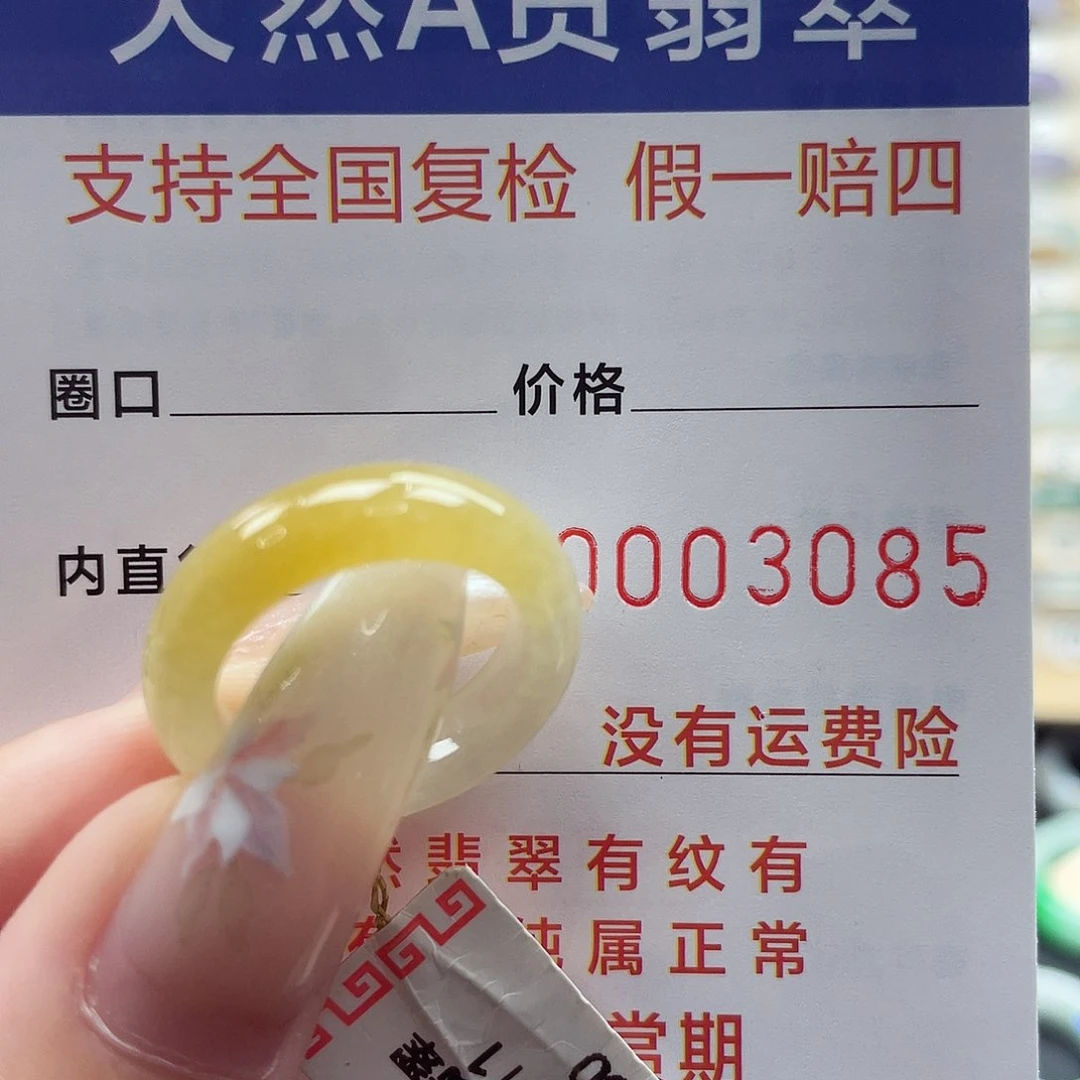 天然A货翡翠
支持全国复检 假一赔四
圈口 价格
内直 0003085
没有运费险
然翡翠有纹有
纯属正常
常期